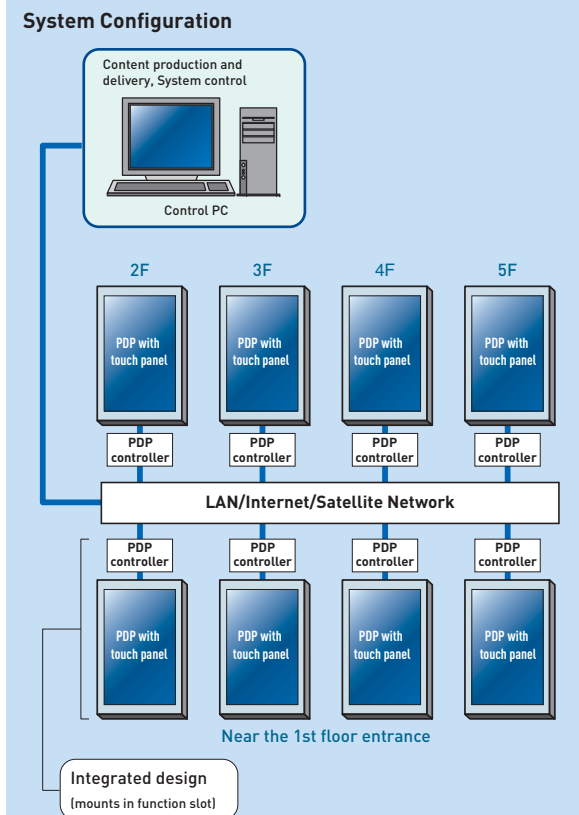 System Configuration
Content production and
delivery, System control
Control PC
2F
3F
4F
5F
PDP with
touch panel
PDP with
touch panel
PDP with
touch panel
PDP with
touch panel
PDP
controller
PDP
controller
PDP
controller
PDP
controller
LAN/Internet/Satellite Network
PDP
controller
PDP
controller
PDP
controller
PDP
controller
PDP with
touch panel
PDP with
touch panel
PDP with
touch panel
PDP with
touch panel
Near the 1st floor entrance
Integrated design
(mounts in function slot)